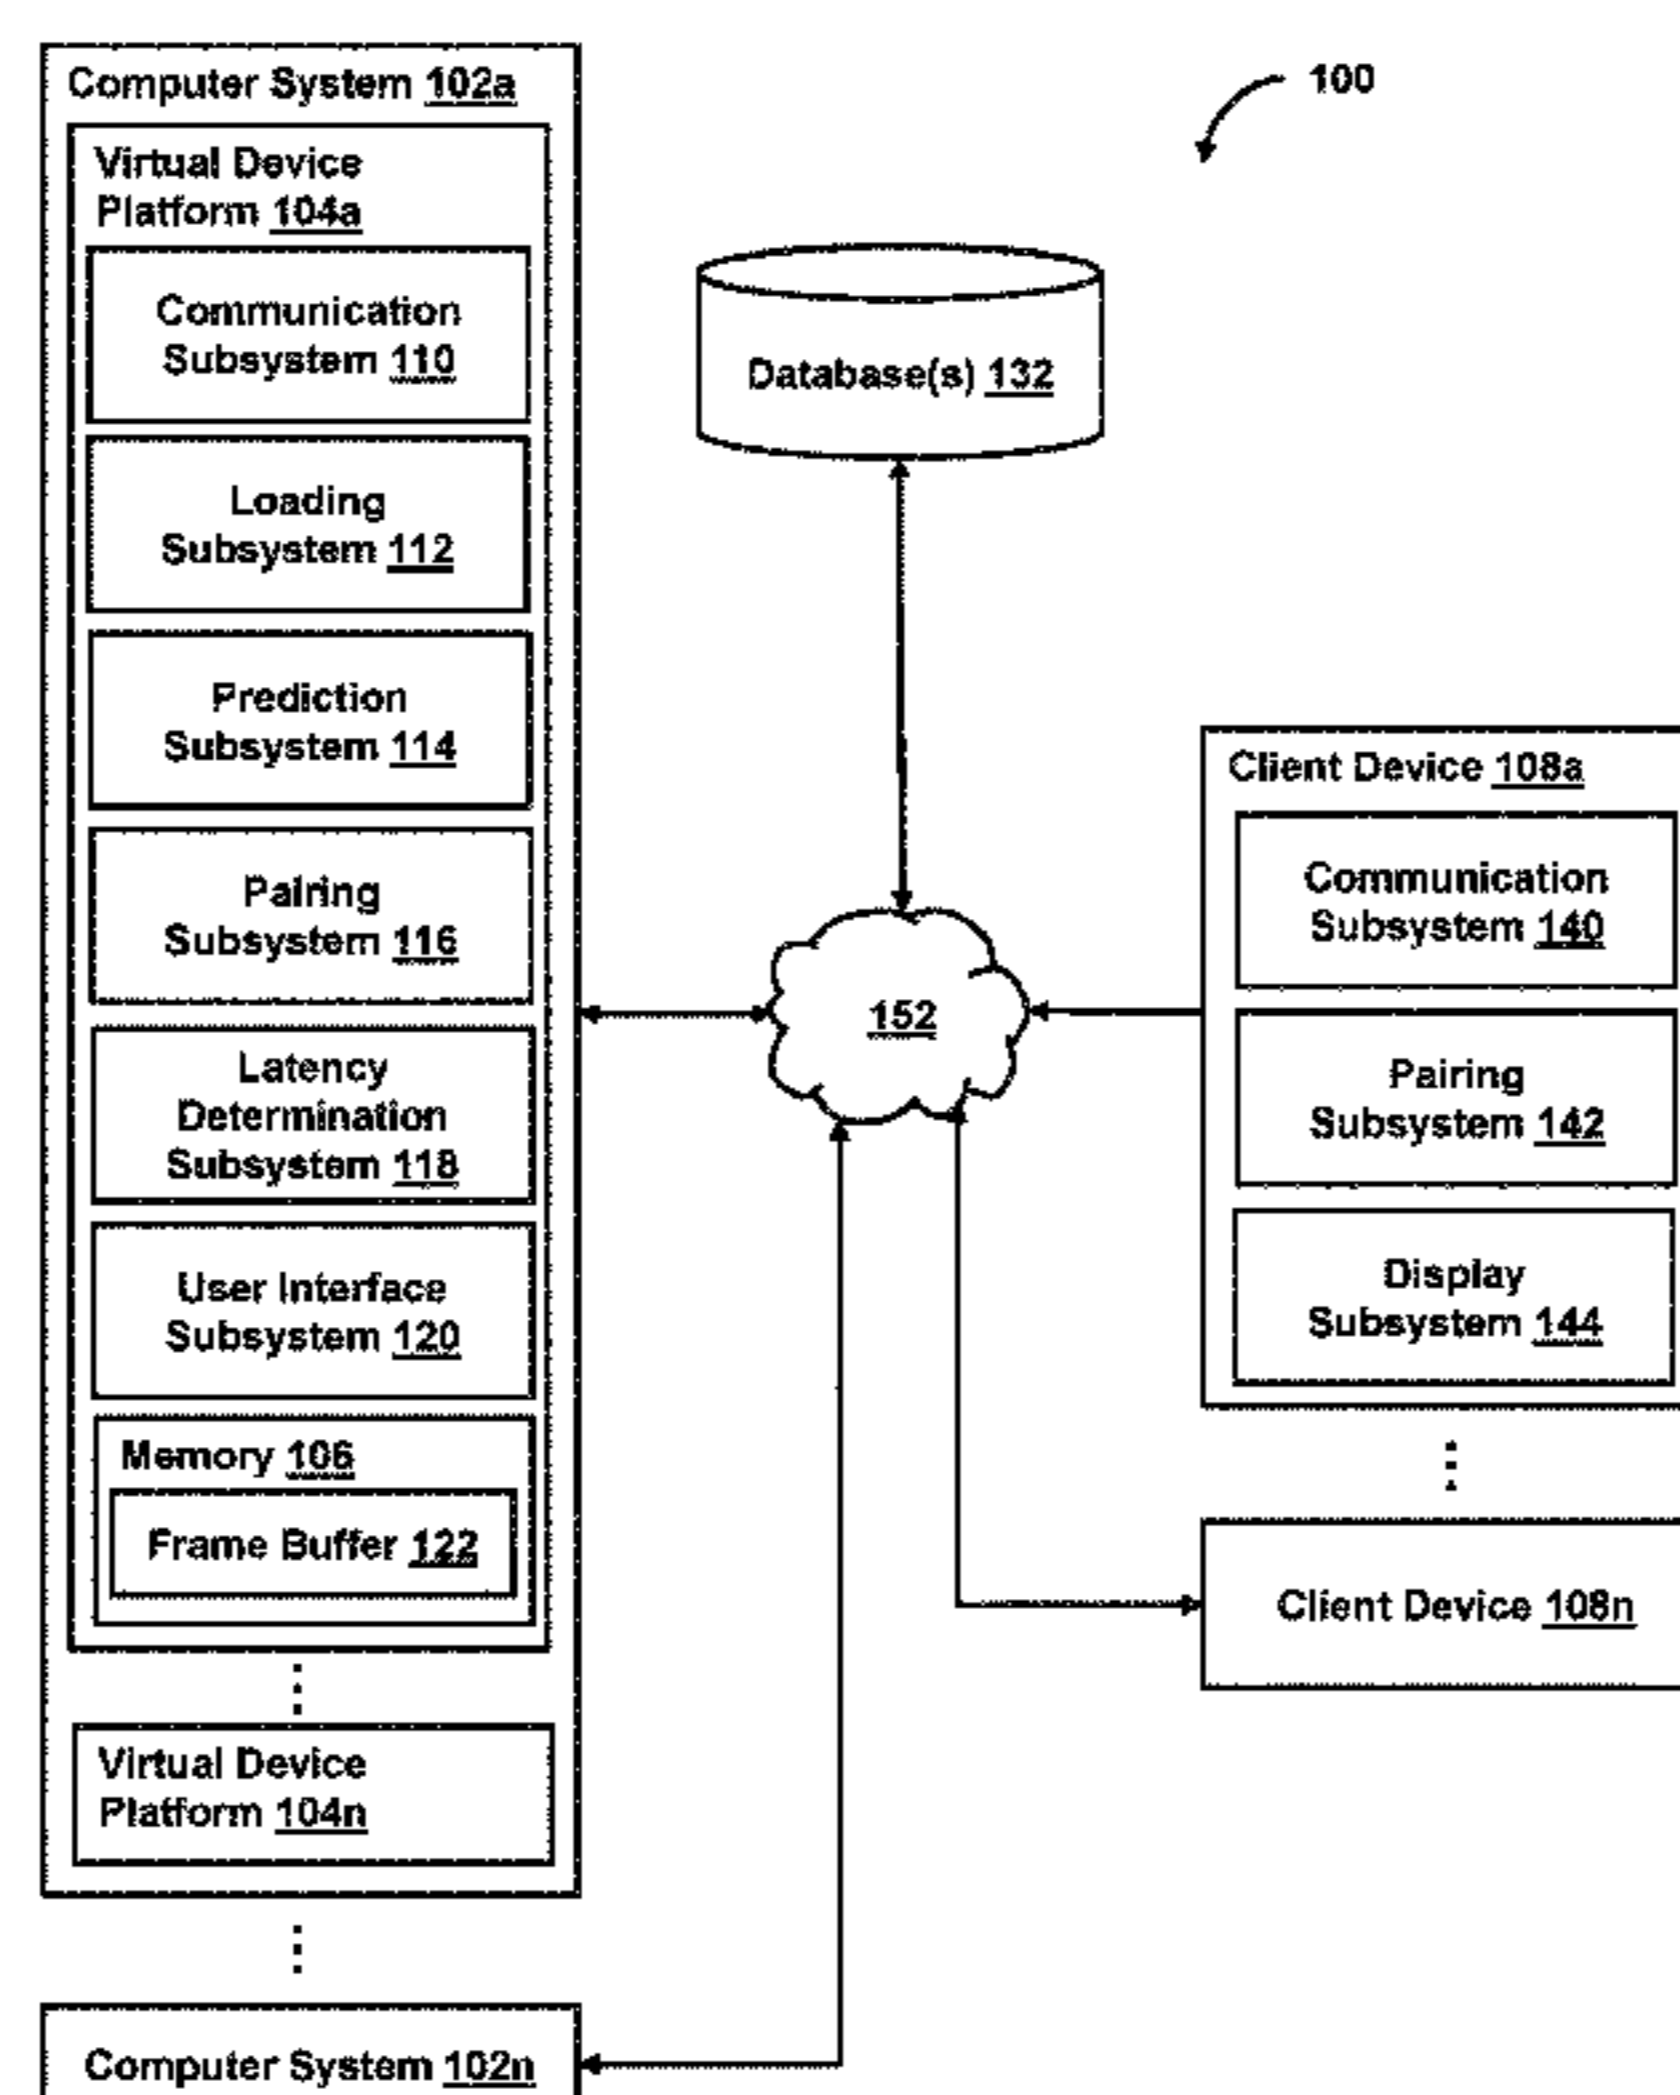 Computer System 102a
Virtual Device
Platform 104a
Communication
Subsystem 110
Loading
Subsystem 112
Prediction
Subsystem 114
Pairing
Subsystem 116
Latency
Determination
Subsystem 118
User Interface
Subsystem 120
Memory 106
Frame Buffer 122
Virtual Device
Platform 104n
Computer System 102n
100
Database(s) 132
152
Client Device 108a
Communication
Subsystem 140
Pairing
Subsystem 142
Display
Subsystem 144
Client Device 108n